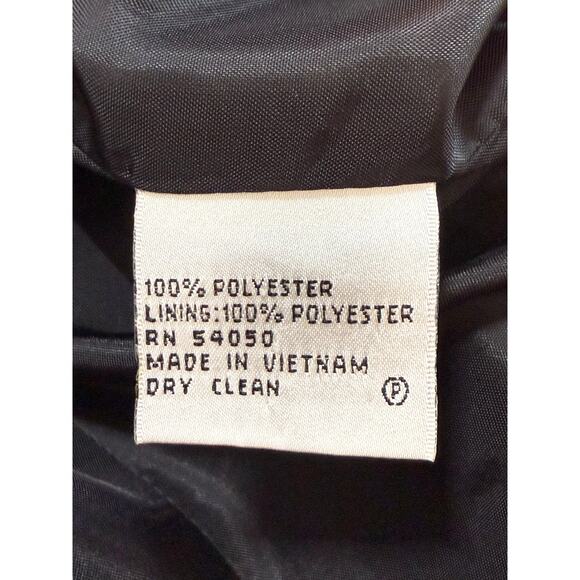 100% POLYESTER
LINING:100% POLYESTER
RN 54050
MADE IN VIETNAM
DRY CLEAN Ⓟ